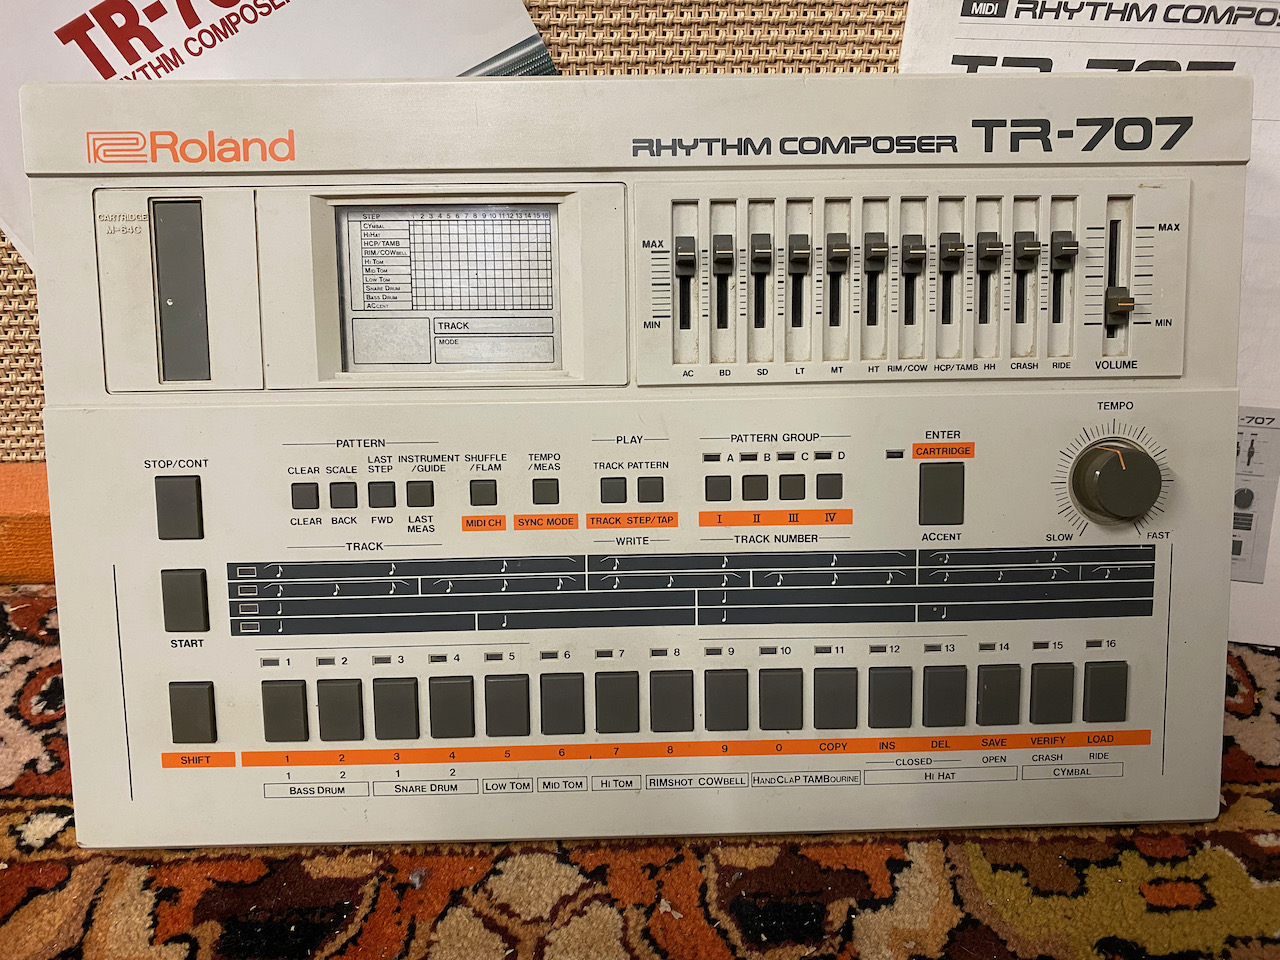 TR-70
RHYTHM COMPOSER
MIDI RHYTHM COMPO
TR-707
Roland
RHYTHM COMPOSER TR-707
CARTRIDGE
M-64C
STEP 1 2 3 4 5 6 7 8 9 10 11 12 13 14 15 16
CYMBAL
HIHAT
HCP/TAMB
RIM/COWBELL
HI TOM
MID TOM
LOW TOM
SNARE DRUM
BASS DRUM
ACCENT
TRACK
MODE
MAX
MIN
MAX
MIN
AC BD SD LT MT HT RIM/COW HCP/TAMB HH CRASH RIDE VOLUME
TEMPO
SLOW FAST
-707
STOP/CONT
PATTERN
CLEAR SCALE LAST STEP INSTRUMENT /GUIDE SHUFFLE /FLAM TEMPO /MEAS
CLEAR BACK FWD LAST MEAS MIDI CH SYNC MODE
TRACK
PLAY
TRACK PATTERN
TRACK STEP/TAP
WRITE
PATTERN GROUP
A B C D
I II III IV
TRACK NUMBER
ENTER
CARTRIDGE
ACCENT
START
1 2 3 4 5 6 7 8 9 10 11 12 13 14 15 16
SHIFT 1 2 3 4 5 6 7 8 9 0 COPY INS DEL SAVE VERIFY LOAD
1 2 1 2 CLOSED OPEN CRASH RIDE
BASS DRUM SNARE DRUM LOW TOM MID TOM HI TOM RIMSHOT COWBELL HANDCLAP TAMBOURINE HI HAT CYMBAL